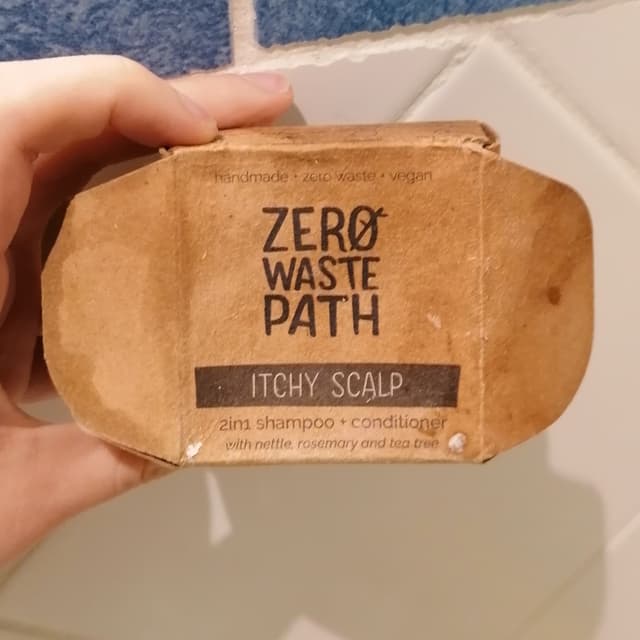 handmade • zero waste • vegan
ZERØ
WASTE
PATH
ITCHY SCALP
2in1 shampoo + conditioner
with nettle, rosemary and tea tree